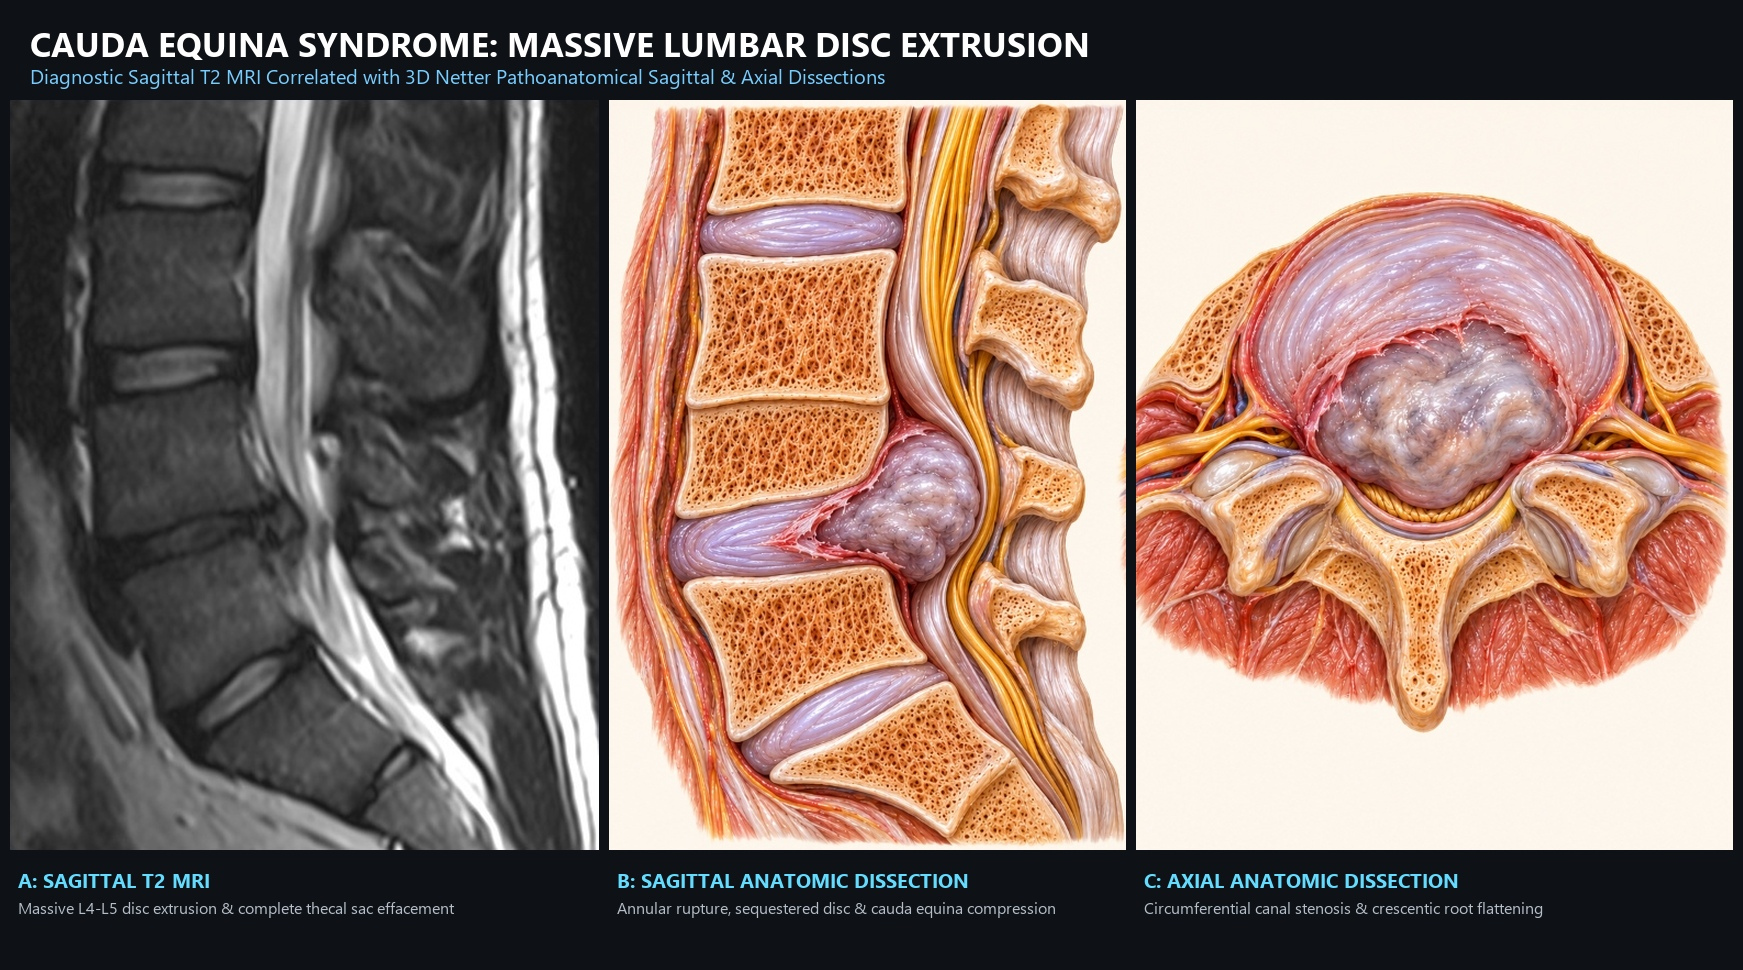 CAUDA EQUINA SYNDROME: MASSIVE LUMBAR DISC EXTRUSION
Diagnostic Sagittal T2 MRI Correlated with 3D Netter Pathoanatomical Sagittal & Axial Dissections
A: SAGITTAL T2 MRI
Massive L4-L5 disc extrusion & complete thecal sac effacement
B: SAGITTAL ANATOMIC DISSECTION
Annular rupture, sequestered disc & cauda equina compression
C: AXIAL ANATOMIC DISSECTION
Circumferential canal stenosis & crescentic root flattening